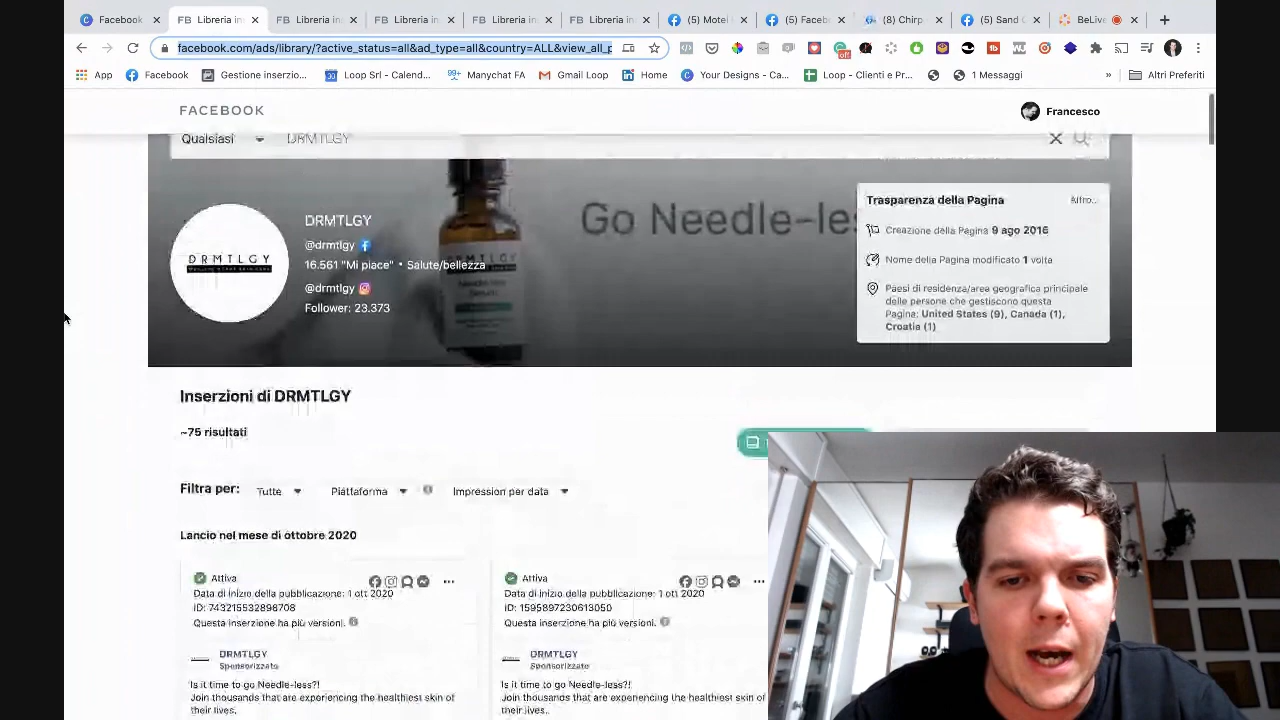 Facebook
FB Libreria
FB Libreria in
FB Libreria in
FB Libreria in
FB Libreria in
(5) Motel
(5) Faceb
(8) Chirp
(5) Sand C
BeLive
facebook.com/ads/library/?active_status=all&ad_type=all&country=ALL&view_all_p
off
App
Facebook
Gestione inserzio...
Loop Srl - Calend...
Manychat FA
Gmail Loop
Home
Your Designs - Ca...
Loop - Clienti e Pr...
1 Messaggi
»
Altri Preferiti
FACEBOOK
Francesco
Qualsiasi
DRMTLGY
Go Needle-les
DRMTLGY
DRMTLGY
@drmtlgy
16.561 "Mi piace" • Salute/bellezza
@drmtlgy
Follower: 23.373
DRMTLGY
Trasparenza della Pagina
Altro...
Creazione della Pagina 9 ago 2016
Nome della Pagina modificato 1 volta
Paesi di residenza/area geografica principale
delle persone che gestiscono questa
Pagina: United States (9), Canada (1),
Croatia (1)
Inserzioni di DRMTLGY
~75 risultati
Filtra per:
Tutte
Piattaforma
Impression per data
Lancio nel mese di ottobre 2020
Attiva
Data di inizio della pubblicazione: 1 ott 2020
ID: 743215532898708
Questa inserzione ha più versioni.
DRMTLGY
Sponsorizzato
Is it time to go Needle-less?!
Join thousands that are experiencing the healthiest skin of
their lives.
Attiva
Data di inizio della pubblicazione: 1 ott 2020
ID: 1595897230613050
Questa inserzione ha più versioni.
DRMTLGY
Sponsorizzato
Is it time to go Needle-less?!
Join thousands that are experiencing the healthiest skin of
their lives.